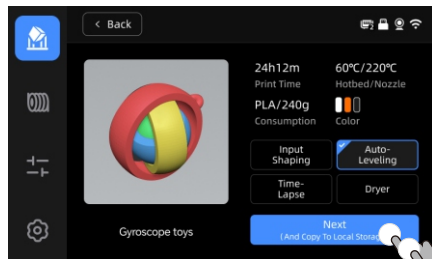 < Back
24h12m
60℃/220℃
Print Time
Hotbed/Nozzle
PLA/240g
Consumption
Color
Input
Shaping
Auto-
Leveling
Time-
Lapse
Dryer
Gyroscope toys
Next
(And Copy To Local Storage